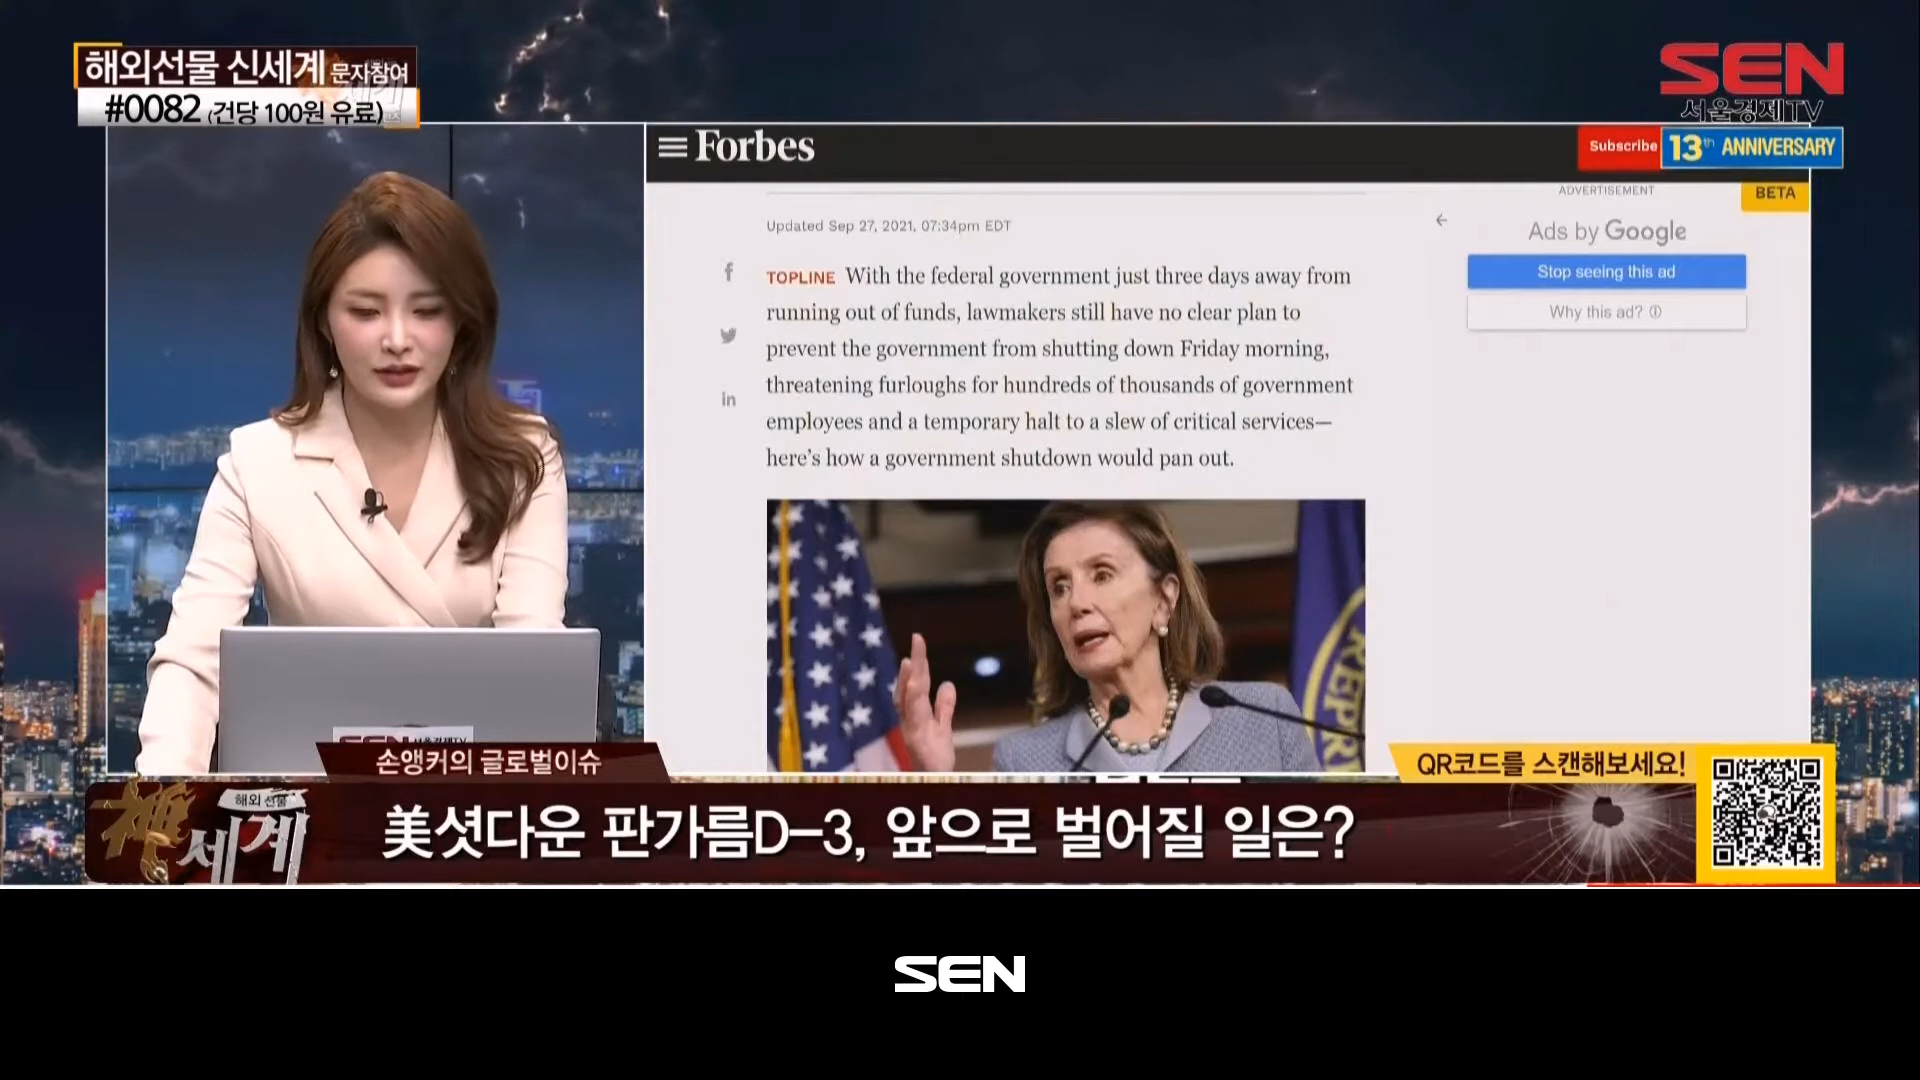 해외선물 신세계 문자참여
#0082 (건당 100원 유료)
SEN
서울경제TV
13th ANNIVERSARY
Forbes
Subscribe
BETA
ADVERTISEMENT
Ads by Google
Stop seeing this ad
Why this ad?
Updated Sep 27, 2021, 07:34pm EDT
f
in
TOPLINE With the federal government just three days away from
running out of funds, lawmakers still have no clear plan to
prevent the government from shutting down Friday morning,
threatening furloughs for hundreds of thousands of government
employees and a temporary halt to a slew of critical services—
here's how a government shutdown would pan out.
손앵커의 글로벌이슈
QR코드를 스캔해보세요!
해외 선물
神세계
美셧다운 판가름D-3, 앞으로 벌어질 일은?
SEN